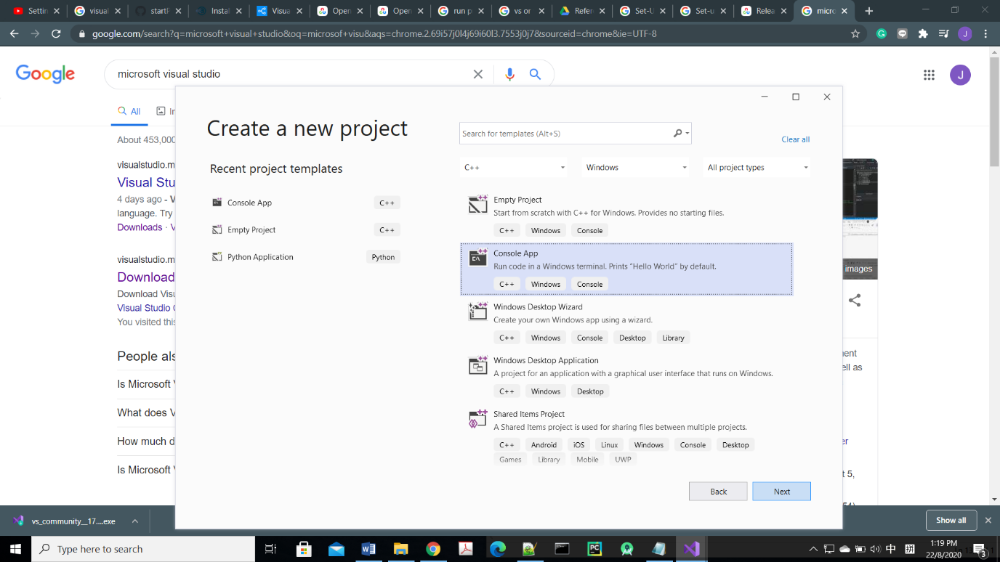 Settin
visual
startP
Instal
Visua
Open
Open
run p
vs or
Refer
Set-U
Set-u
Relea
micro
google.com/search?q=microsoft+visual+studio&oq=microsof+visu&aqs=chrome.2.69i57j0l4j69i60l3.7553j0j7&sourceid=chrome&ie=UTF-8
J
Google
microsoft visual studio
J
All
About 453,000
visualstudio.m
Visual Stu
4 days ago -
language. Try
Downloads ·
visualstudio.m
Download
Download Visu
Visual Studio
You visited this
People als
Is Microsoft
What does V
How much d
Is Microsoft
Create a new project
Search for templates (Alt+S)
Clear all
Recent project templates
C++
Windows
All project types
Console App C++
Empty Project C++
Python Application Python
Empty Project
Start from scratch with C++ for Windows. Provides no starting files.
C++ Windows Console
Console App
Run code in a Windows terminal. Prints "Hello World" by default.
C++ Windows Console
Windows Desktop Wizard
Create your own Windows app using a wizard.
C++ Windows Console Desktop Library
Windows Desktop Application
A project for an application with a graphical user interface that runs on Windows.
C++ Windows Desktop
Shared Items Project
A Shared Items project is used for sharing files between multiple projects.
C++ Android iOS Linux Windows Console Desktop
Games Library Mobile UWP
Back
Next
images
ent
ell as
er
t 5,
vs_community__17....exe
Show all
Type here to search
中
1:19 PM
22/8/2020
3